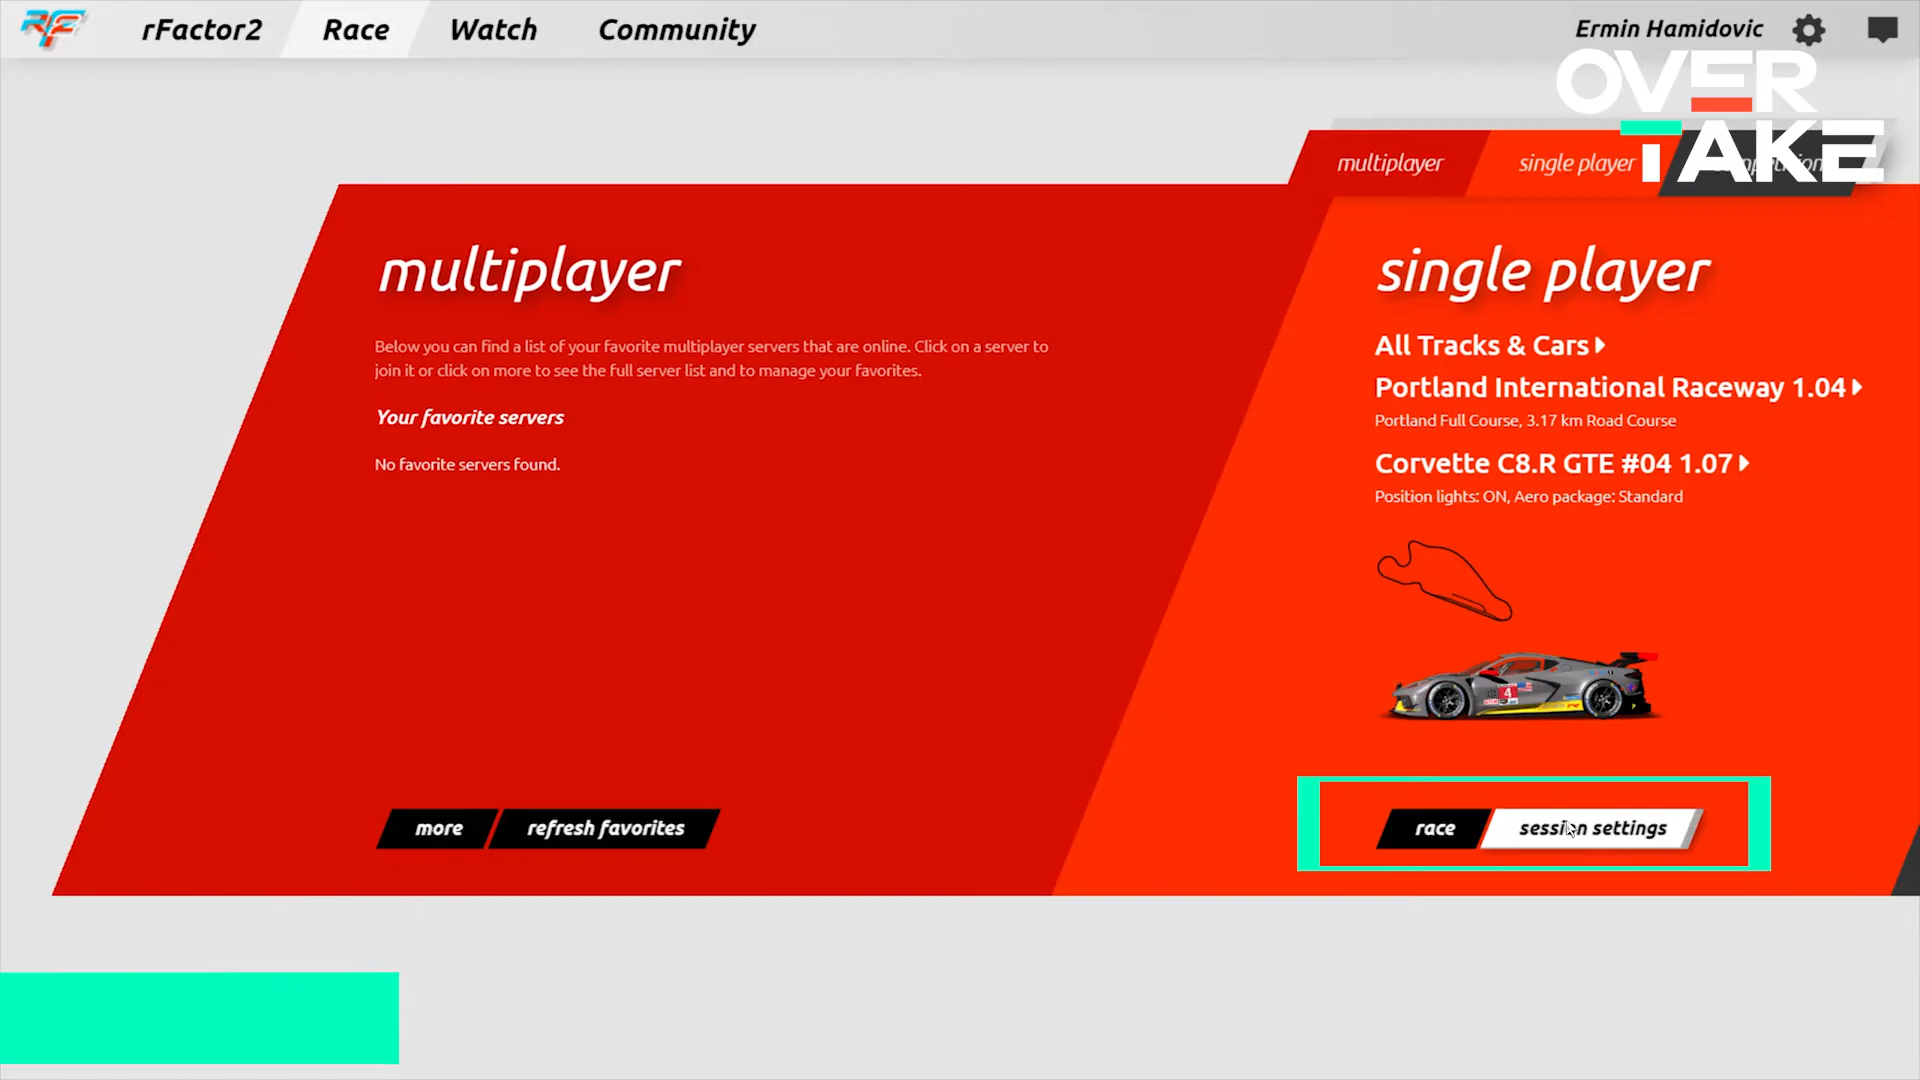 rFactor2
Race
Watch
Community
Ermin Hamidovic
OVER
TAKE
multiplayer
single player
multiplayer
Below you can find a list of your favorite multiplayer servers that are online. Click on a server to
join it or click on more to see the full server list and to manage your favorites.
Your favorite servers
No favorite servers found.
more
refresh favorites
single player
All Tracks & Cars
Portland International Raceway 1.04
Portland Full Course, 3.17 km Road Course
Corvette C8.R GTE #04 1.07
Position lights: ON, Aero package: Standard
4
race
session settings